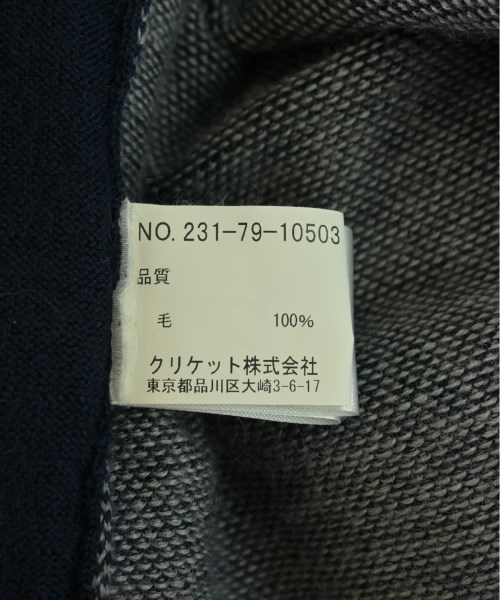 NO. 231-79-10503
品質
毛 100%
クリケット株式会社
東京都品川区大崎3-6-17